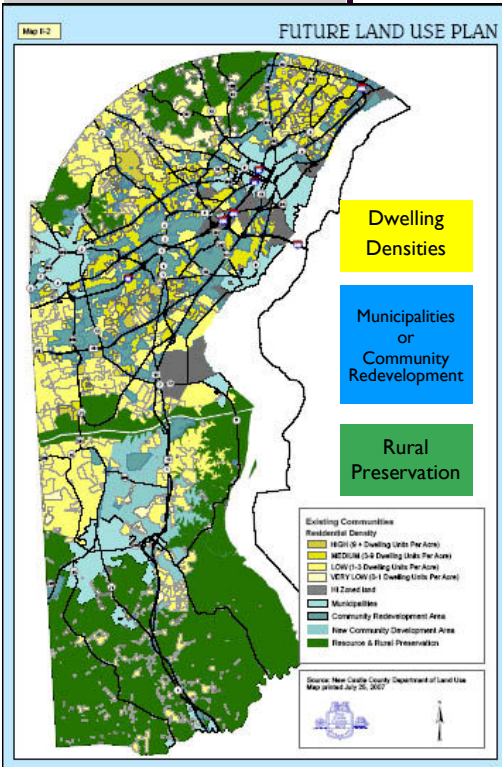 Map II-2
FUTURE LAND USE PLAN
Dwelling
Densities
Municipalities
or
Community
Redevelopment
Rural
Preservation
Existing Communities
Residential Density
HIGH (9 + Dwelling Units Per Acre)
MEDIUM (3-9 Dwelling Units Per Acre)
LOW (1-3 Dwelling Units Per Acre)
VERY LOW (0-1 Dwelling Units Per Acre)
HI Zoned land
Municipalities
Community Redevelopment Area
New Community Development Area
Resource & Rural Preservation
Source: New Castle County Department of Land Use
Map printed July 25, 2007